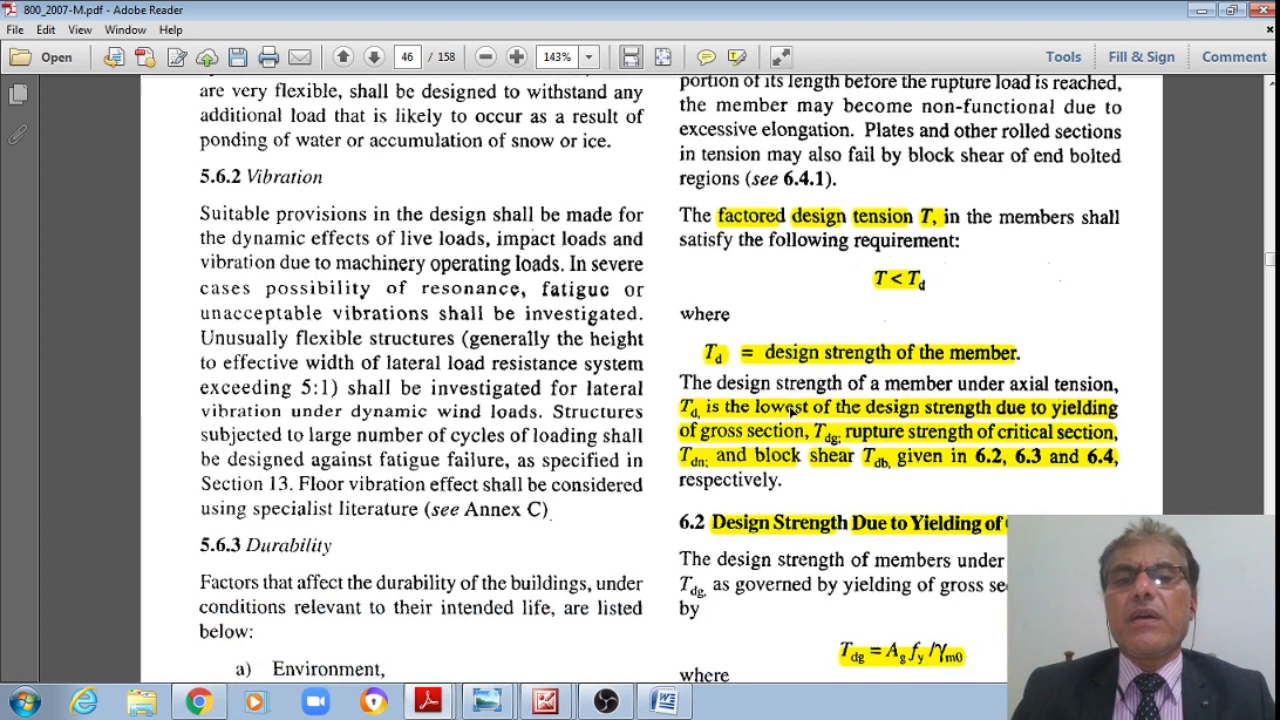 800_2007-M.pdf - Adobe Reader
File Edit View Window Help
Open 46 / 158 143% Tools Fill & Sign Comment
are very flexible, shall be designed to withstand any
additional load that is likely to occur as a result of
ponding of water or accumulation of snow or ice.
5.6.2 Vibration
Suitable provisions in the design shall be made for
the dynamic effects of live loads, impact loads and
vibration due to machinery operating loads. In severe
cases possibility of resonance, fatigue or
unacceptable vibrations shall be investigated.
Unusually flexible structures (generally the height
to effective width of lateral load resistance system
exceeding 5:1) shall be investigated for lateral
vibration under dynamic wind loads. Structures
subjected to large number of cycles of loading shall
be designed against fatigue failure, as specified in
Section 13. Floor vibration effect shall be considered
using specialist literature (see Annex C)
5.6.3 Durability
Factors that affect the durability of the buildings, under
conditions relevant to their intended life, are listed
below:
a) Environment,
portion of its length before the rupture load is reached,
the member may become non-functional due to
excessive elongation. Plates and other rolled sections
in tension may also fail by block shear of end bolted
regions (see 6.4.1).
The factored design tension T, in the members shall
satisfy the following requirement:
T < Td
where
Td = design strength of the member.
The design strength of a member under axial tension,
Td, is the lowest of the design strength due to yielding
of gross section, Tdg; rupture strength of critical section,
Tdn; and block shear Tdb, given in 6.2, 6.3 and 6.4,
respectively.
6.2 Design Strength Due to Yielding of
The design strength of members under
Tdg, as governed by yielding of gross
by
Tdg = Ag fy /γm0
where